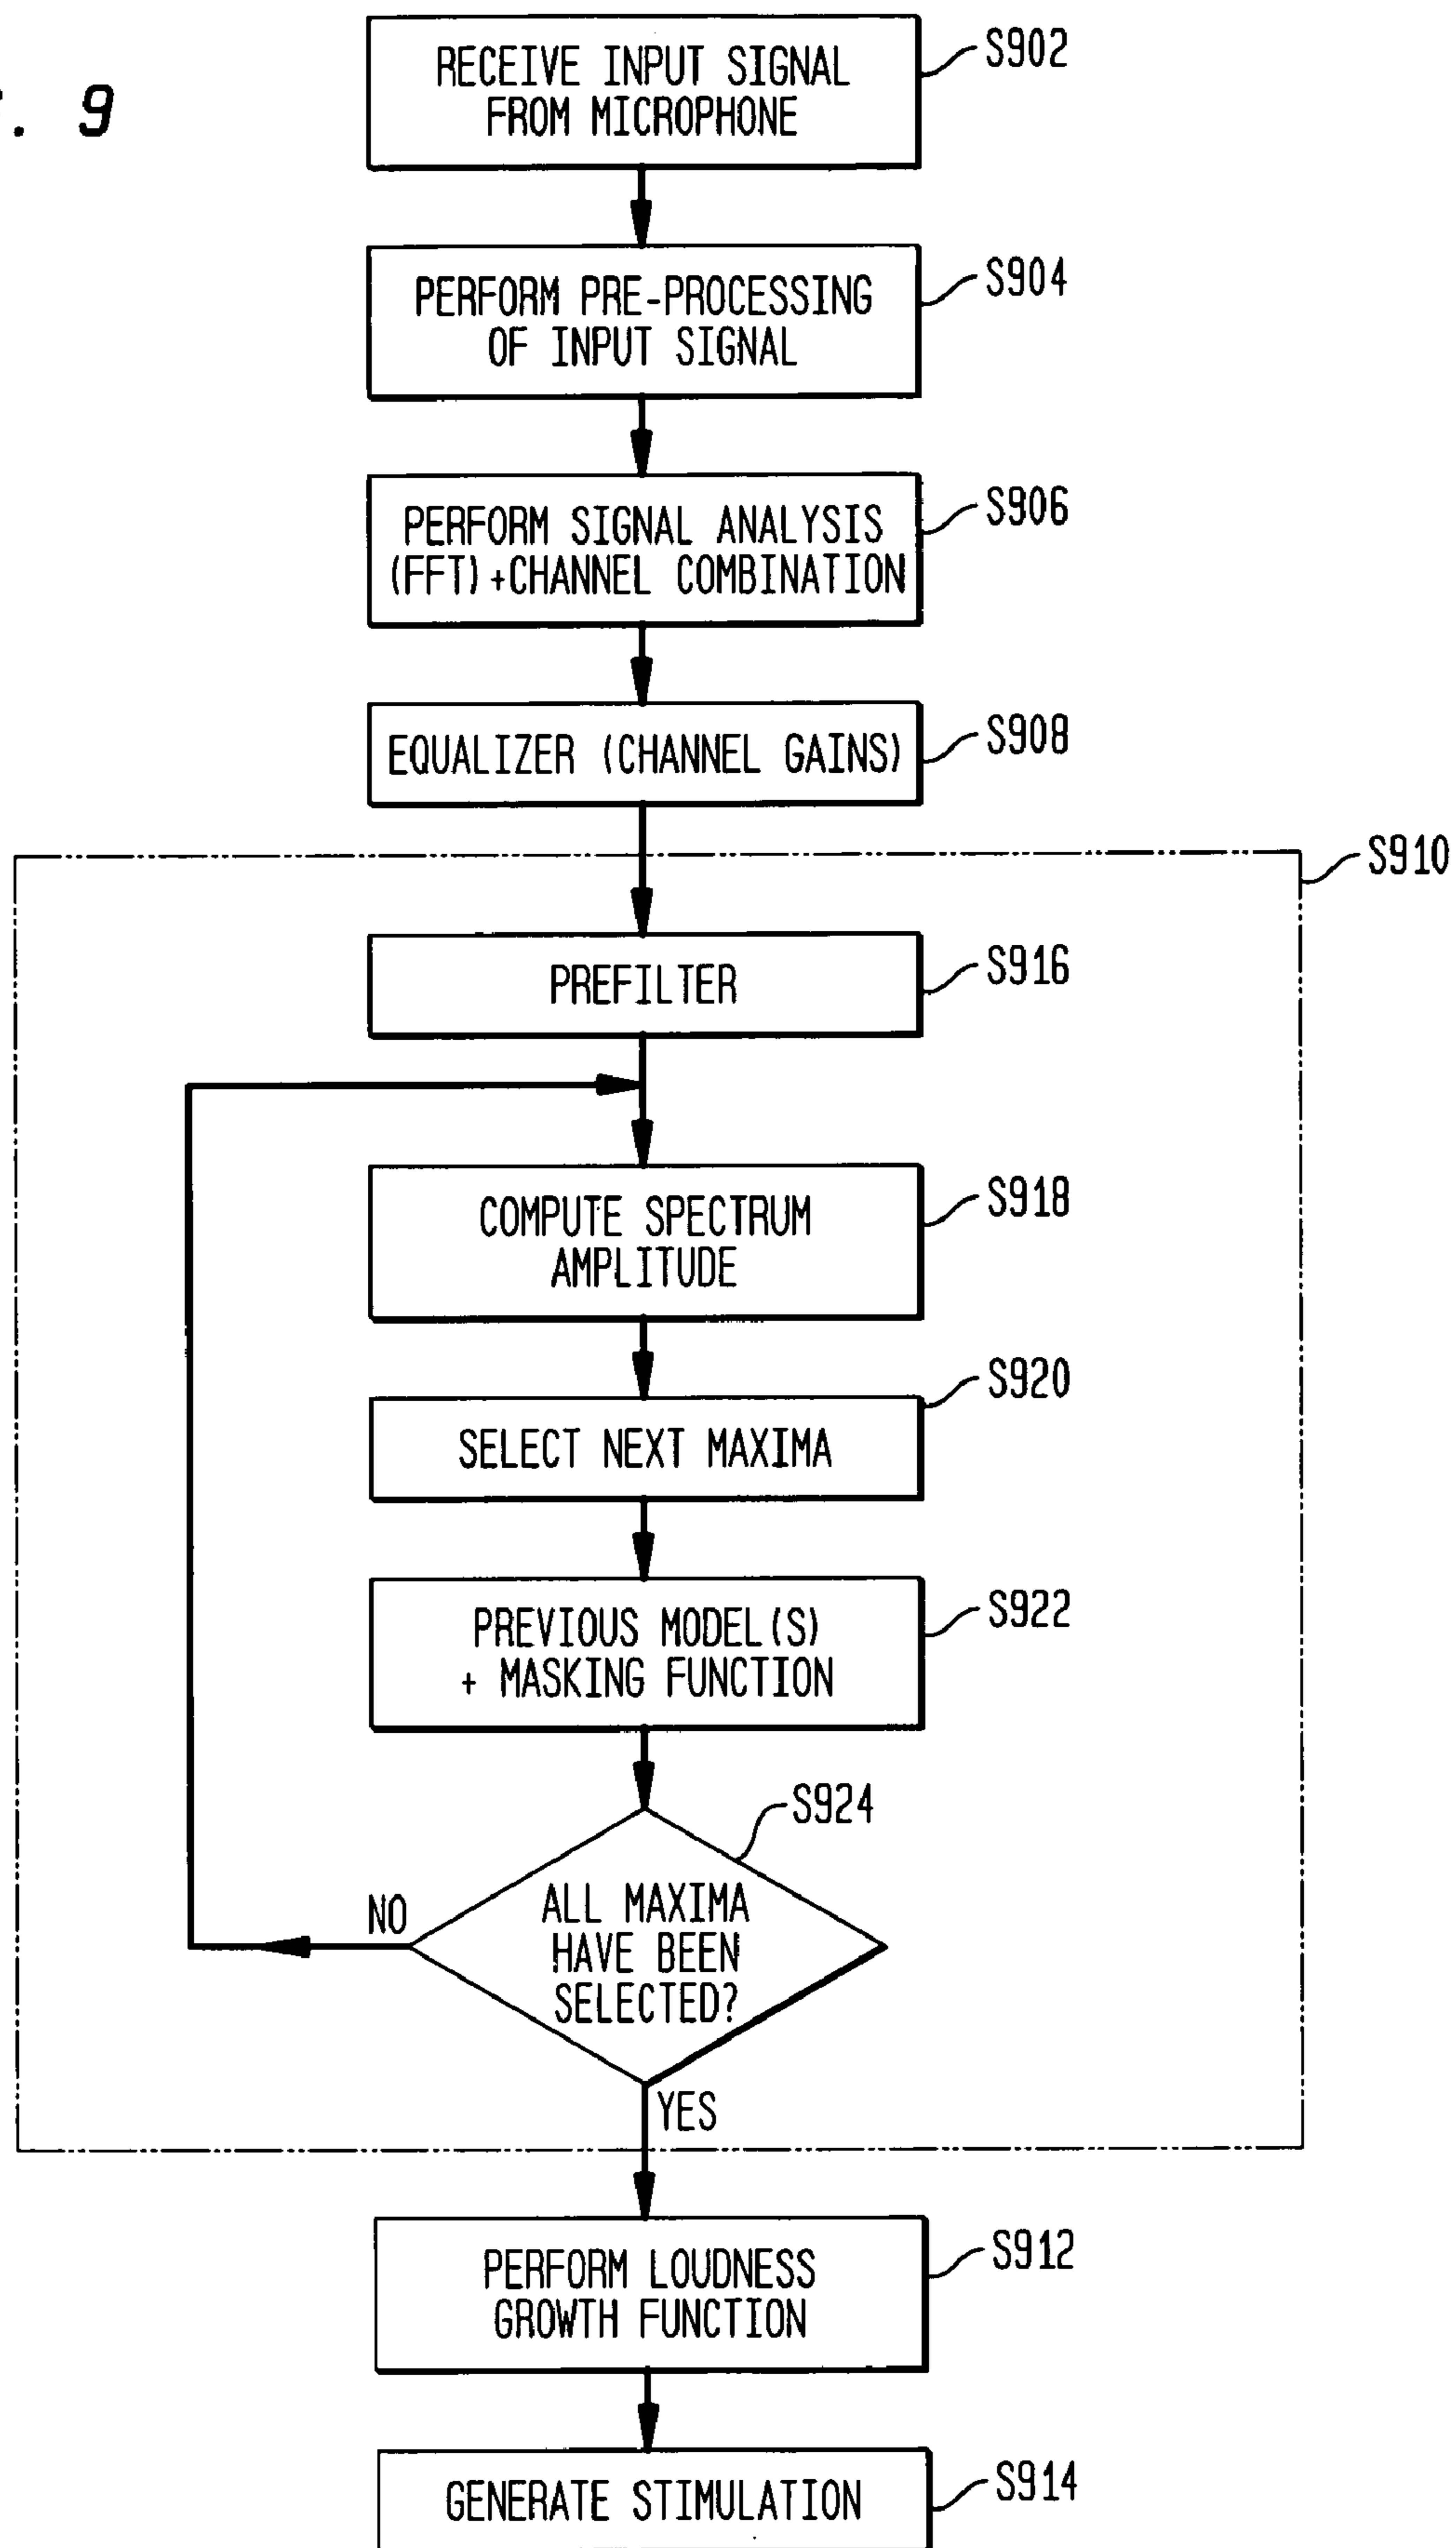 . 9
RECEIVE INPUT SIGNAL
FROM MICROPHONE
S902
PERFORM PRE-PROCESSING
OF INPUT SIGNAL
S904
PERFORM SIGNAL ANALYSIS
(FFT)+CHANNEL COMBINATION
S906
EQUALIZER (CHANNEL GAINS)
S908
S910
PREFILTER
S916
COMPUTE SPECTRUM
AMPLITUDE
S918
SELECT NEXT MAXIMA
S920
PREVIOUS MODEL(S)
+ MASKING FUNCTION
S922
S924
ALL MAXIMA
HAVE BEEN
SELECTED?
NO
YES
PERFORM LOUDNESS
GROWTH FUNCTION
S912
GENERATE STIMULATION
S914